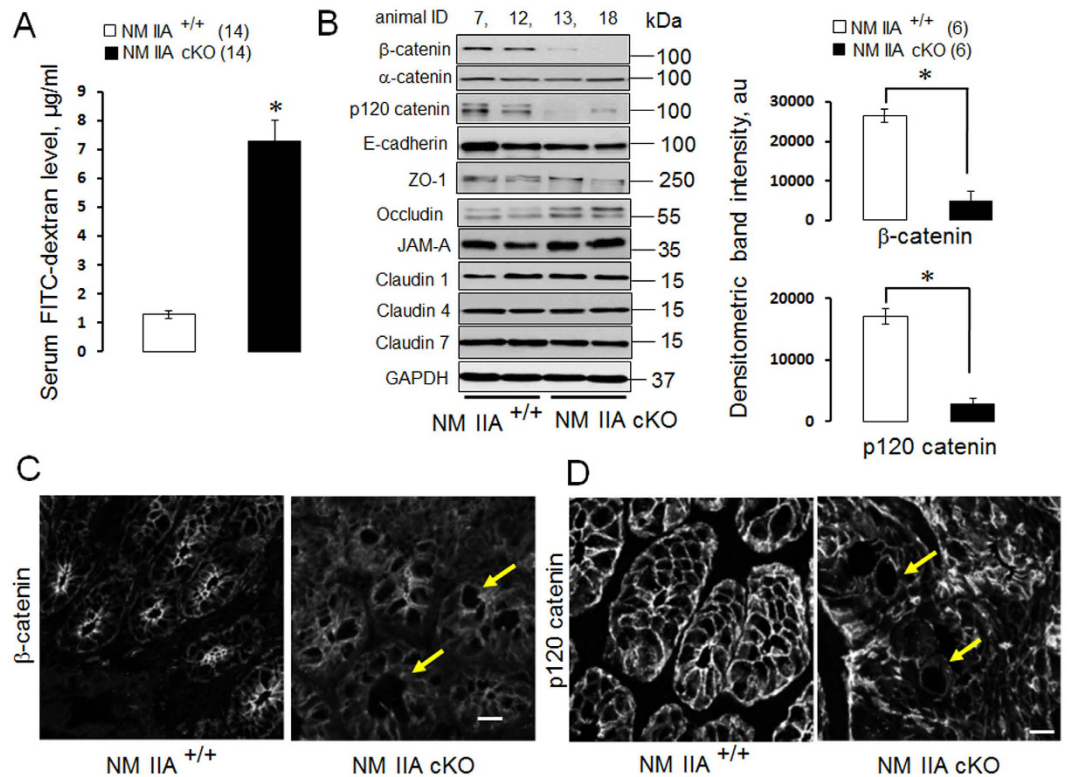 A
NM IIA +/+ (14)
NM IIA cKO (14)
Serum FITC-dextran level, µg/ml
9
8
7
6
5
4
3
2
1
0
*
B
animal ID 7, 12, 13, 18 kDa
β-catenin 100
α-catenin 100
p120 catenin 100
E-cadherin 100
ZO-1 250
Occludin 55
JAM-A 35
Claudin 1 15
Claudin 4 15
Claudin 7 15
GAPDH 37
NM IIA +/+ NM IIA cKO
NM IIA +/+ (6)
NM IIA cKO (6)
Densitometric band intensity, au
*
30000
20000
10000
0
β-catenin
*
20000
10000
0
p120 catenin
C
β-catenin
NM IIA +/+ NM IIA cKO
D
p120 catenin
NM IIA +/+ NM IIA cKO